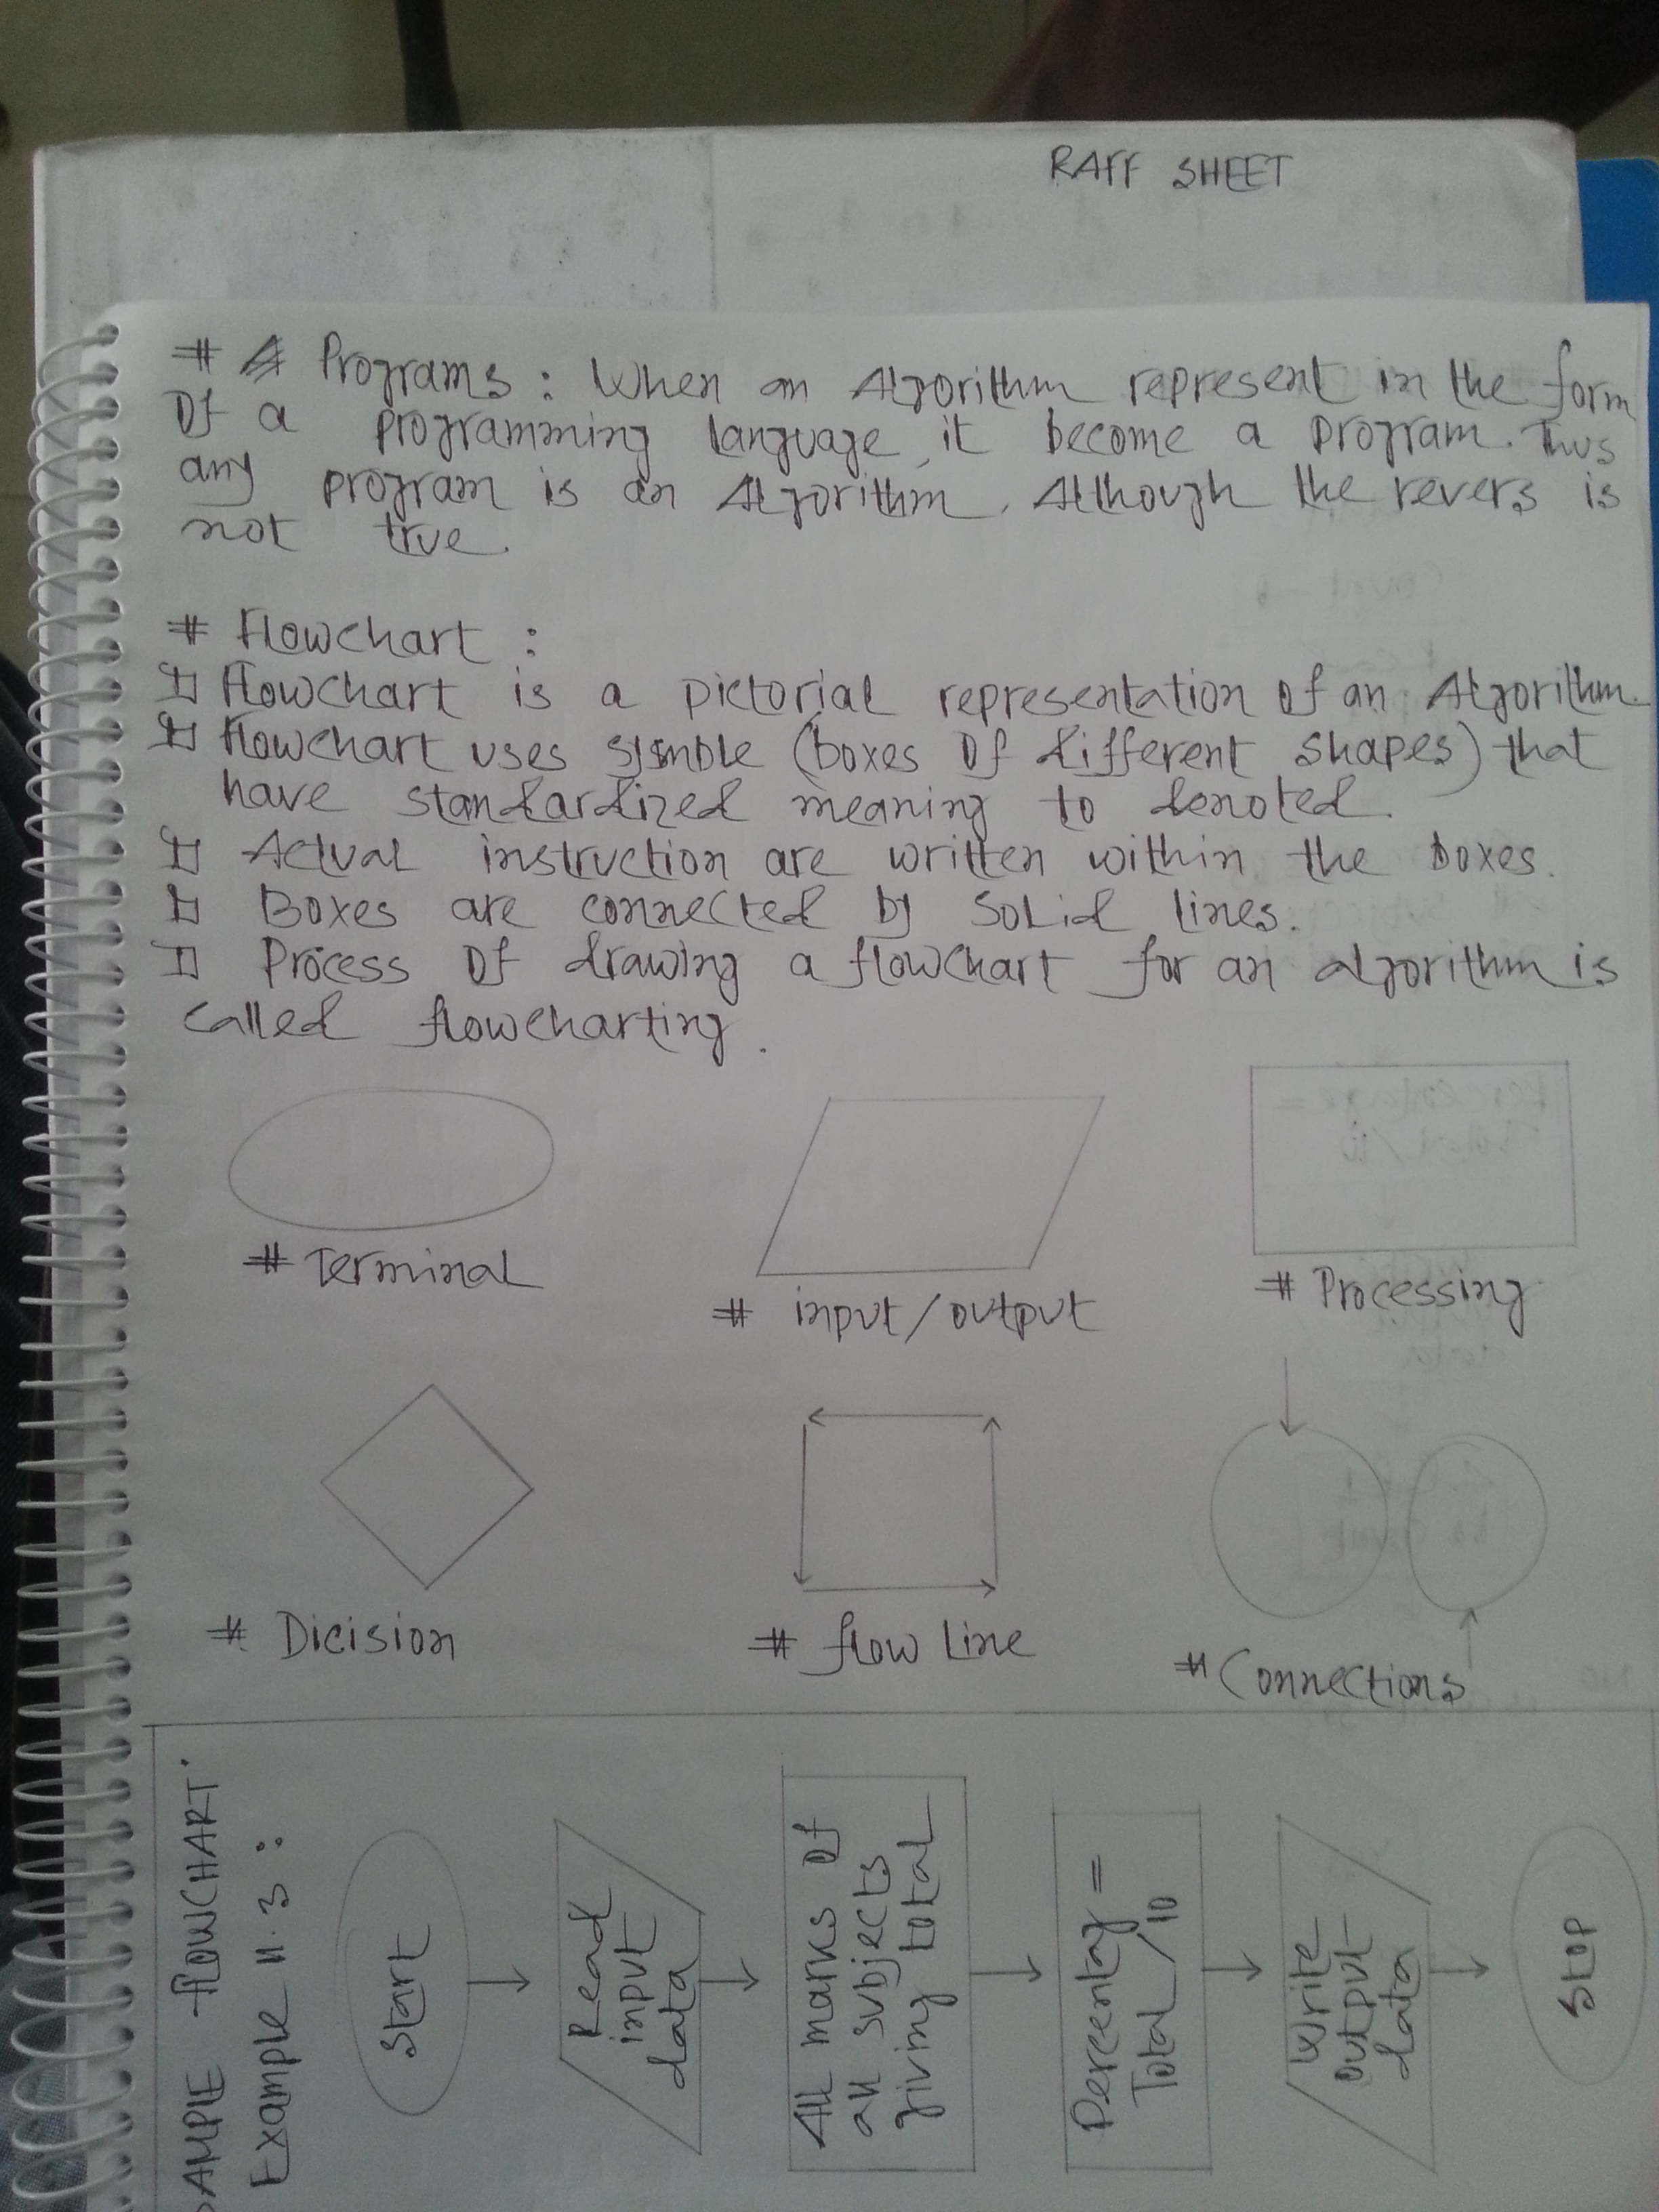 RAFF SHEET
# Programs : When an Algorithm represent in the form
Of a programming language, it become a program. Thus
any program is an Algorithm. Although the revers is
not true.
# Flowchart :
Flowchart is a pictorial representation Of an Algorithm.
Flowchart uses symble (boxes Of different shapes) that
have standardized meaning to denoted.
Actual instruction are written within the boxes.
Boxes are connected by Solid lines.
Process Of drawing a flowchart for an algorithm is
called flowcharting.
# Terminal
# input/output
# Processing
# Dicision
# flow Line
# Connections
AMPLE FLOWCHART
Example 11.3 :
Start
Read
input
data
All marks Of
all subjects
giving total
Percentag =
Total/10
Write
output
data
Stop